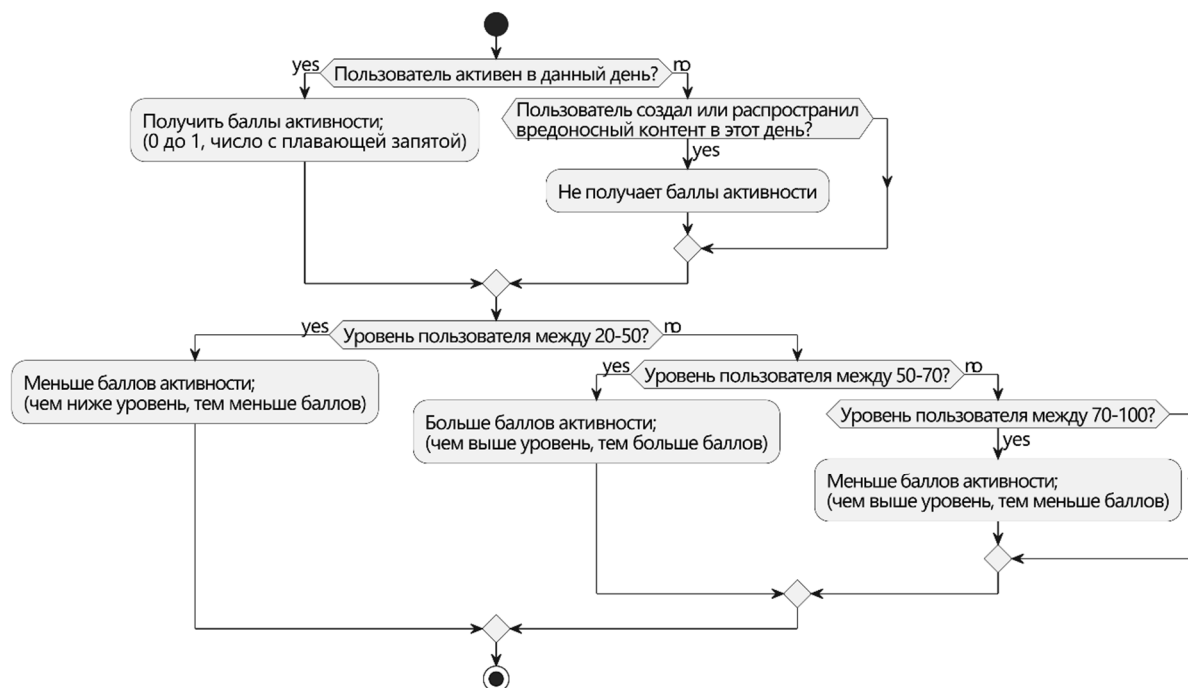 yes
Пользователь активен в данный день?
no
Получить баллы активности;
(0 до 1, число с плавающей запятой)
Пользователь создал или распространил
вредоносный контент в этот день?
yes
Не получает баллы активности
yes
Уровень пользователя между 20-50?
no
Меньше баллов активности;
(чем ниже уровень, тем меньше баллов)
yes
Уровень пользователя между 50-70?
no
Больше баллов активности;
(чем выше уровень, тем больше баллов)
Уровень пользователя между 70-100?
yes
Меньше баллов активности;
(чем выше уровень, тем меньше баллов)